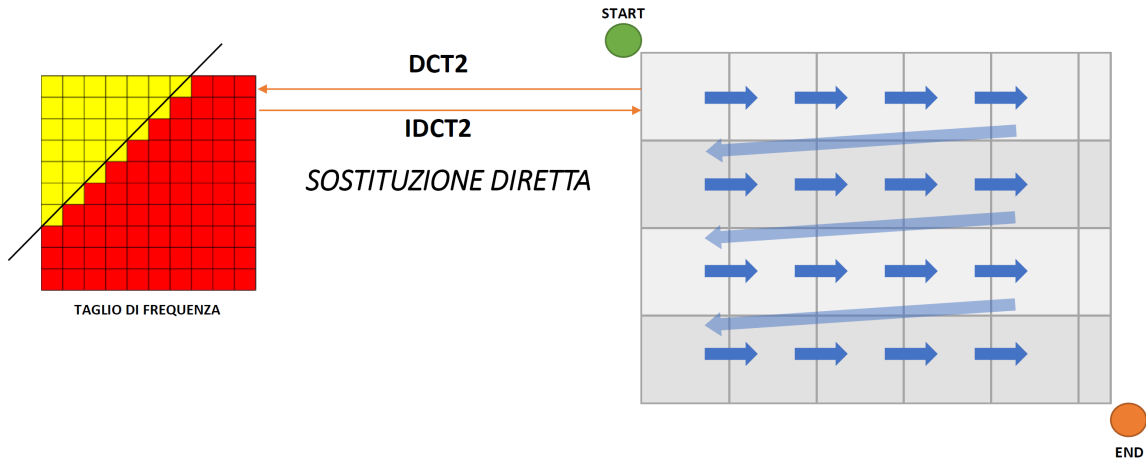 START
DCT2
IDCT2
SOSTITUZIONE DIRETTA
TAGLIO DI FREQUENZA
END